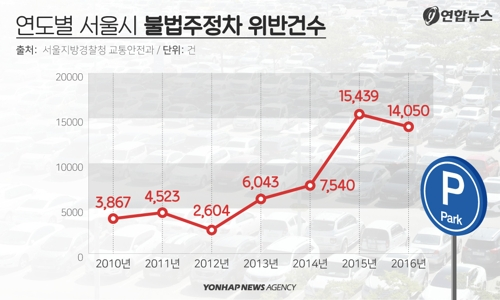 연도별 서울시 불법주정차 위반건수
연합뉴스
출처: 서울지방경찰청 교통안전과 / 단위: 건
20000
15000
10000
5000
0
3,867
4,523
2,604
6,043
7,540
15,439
14,050
2010년 2011년 2012년 2013년 2014년 2015년 2016년
P
Park
YONHAP NEWS AGENCY